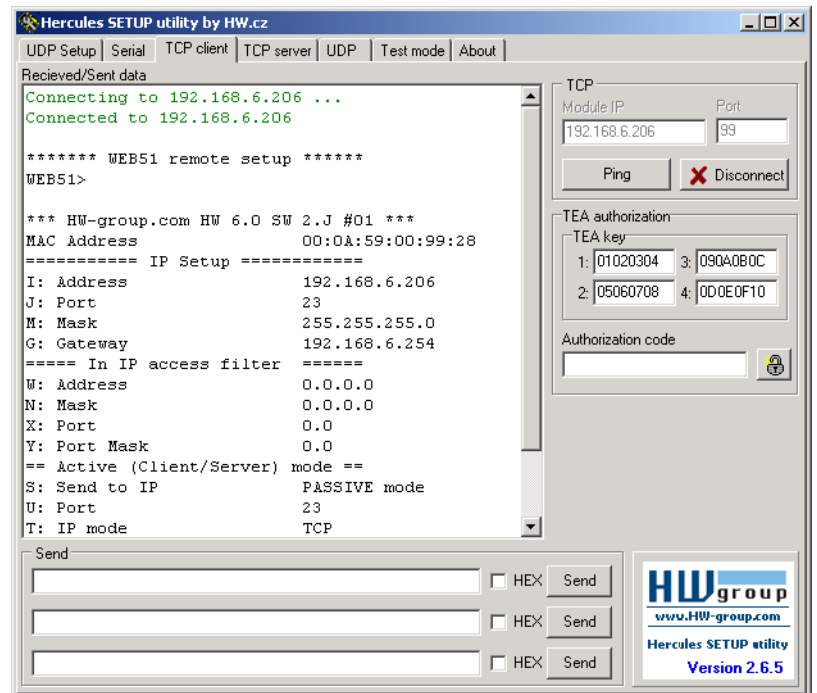 Hercules SETUP utility by HW.cz
UDP Setup Serial TCP client TCP server UDP Test mode About
Recieved/Sent data
Connecting to 192.168.6.206 ...
Connected to 192.168.6.206
******* WEB51 remote setup ******
WEB51>
*** HW-group.com HW 6.0 SW 2.J #01 ***
MAC Address 00:0A:59:00:99:28
=========== IP Setup ============
I: Address 192.168.6.206
J: Port 23
M: Mask 255.255.255.0
G: Gateway 192.168.6.254
===== In IP access filter ======
W: Address 0.0.0.0
N: Mask 0.0.0.0
X: Port 0.0
Y: Port Mask 0.0
== Active (Client/Server) mode ==
S: Send to IP PASSIVE mode
U: Port 23
T: IP mode TCP
TCP
Module IP Port
192.168.6.206 99
Ping Disconnect
TEA authorization
TEA key
1: 01020304 3: 090A0B0C
2: 05060708 4: 0D0E0F10
Authorization code
Send
HEX Send
HEX Send
HEX Send
HW group
www.HW-group.com
Hercules SETUP utility
Version 2.6.5